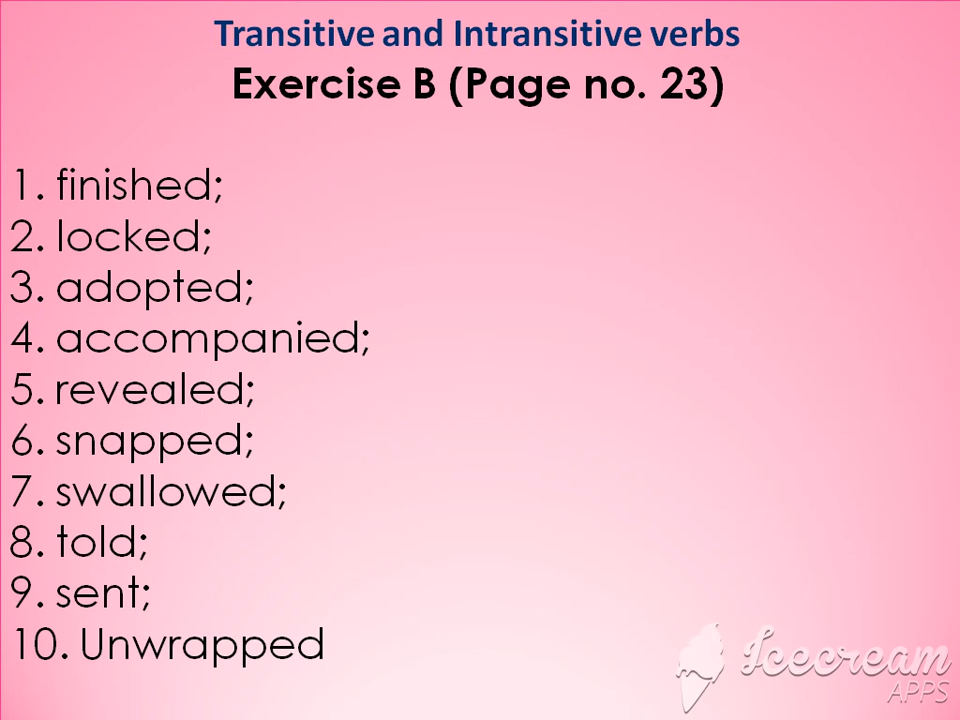 Transitive and Intransitive verbs
Exercise B (Page no. 23)
1. finished;
2. locked;
3. adopted;
4. accompanied;
5. revealed;
6. snapped;
7. swallowed;
8. told;
9. sent;
10. Unwrapped
Icecream
APPS